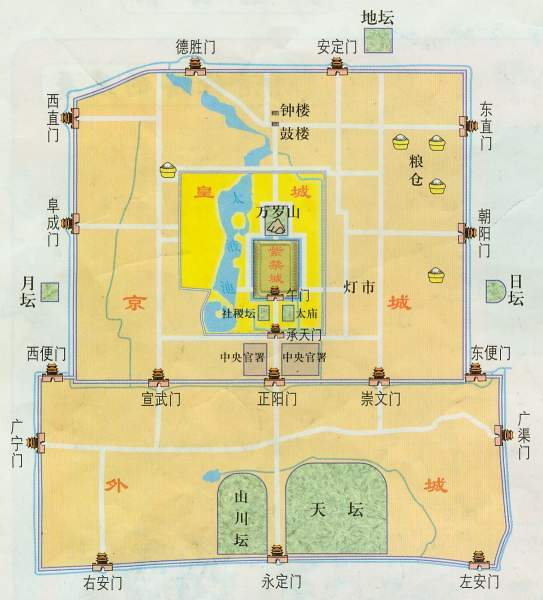 地坛
德胜门
安定门
西直门
钟楼
鼓楼
东直门
粮仓
皇城
太液池
万岁山
阜成门
朝阳门
紫禁城
月坛
京城
午门
灯市
日坛
社稷坛
太庙
承天门
西便门
中央官署
中央官署
东便门
宣武门
正阳门
崇文门
广宁门
广渠门
外城
山川坛
天坛
右安门
永定门
左安门